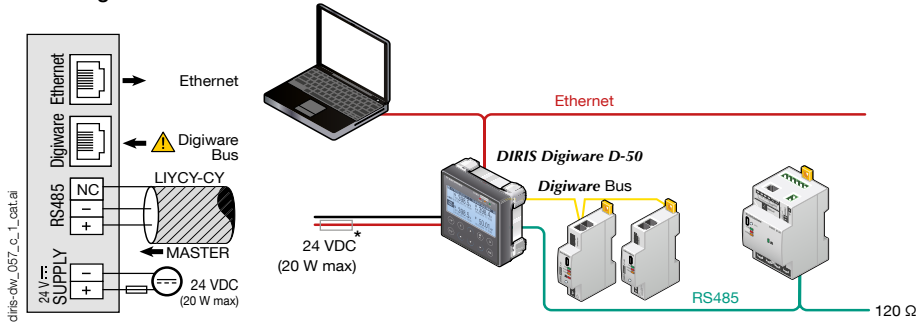 Ethernet
Ethernet
Digiware
Digiware
Bus
RS485
NC
–
+
LIYCY-CY
MASTER
24 V
SUPPLY
–
+
24 VDC
(20 W max)
diris-dw_057_c_1_cat.ai
Ethernet
DIRIS Digiware D-50
Digiware Bus
*
24 VDC
(20 W max)
RS485
120 Ω